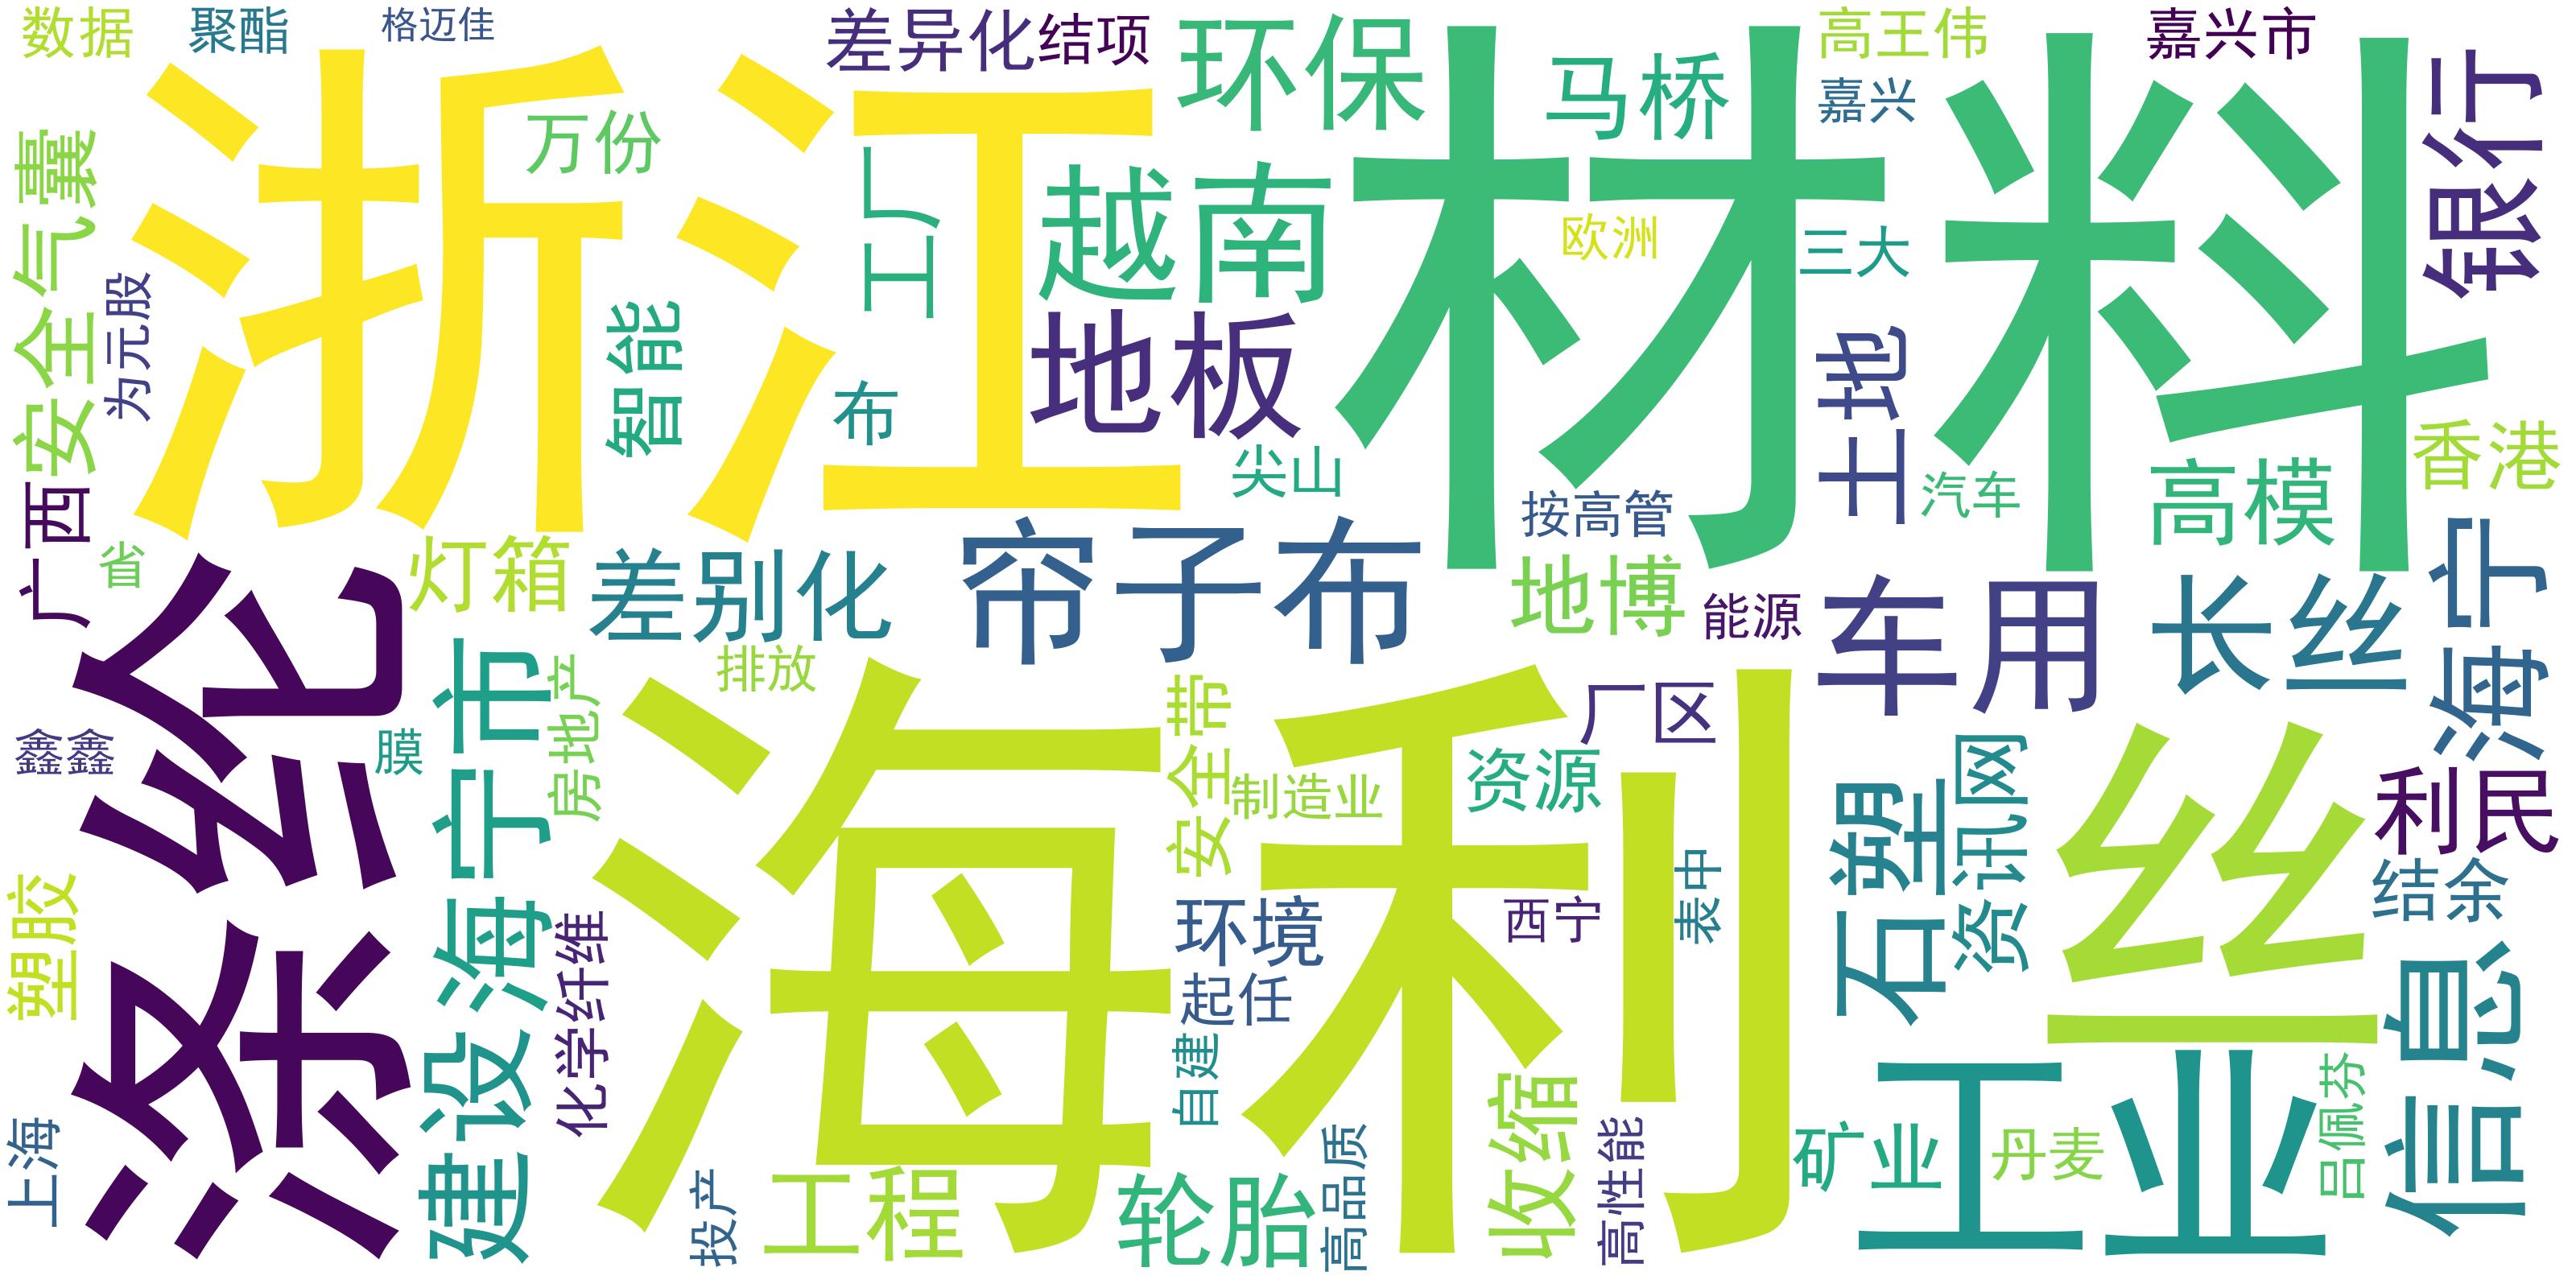 数据
聚酯
格迈佳
差异化
结项
环保
马桥
高王伟
嘉兴市
嘉兴
银行
浙江
材料
万份
工厂
越南
欧洲
三大
安全气囊
为元股
智能
布
地板
土地
尖山
按高管
汽车
高模
香港
广西
省
灯箱
差别化
帘子布
地博
能源
车用
长丝
海宁
涤纶
海宁市
房地产
排放
海利
安全带
厂区
鑫鑫
膜
制造业
资源
石塑
资讯网
丝
利民
塑胶
建设
化学纤维
环境
西宁
表中
结余
起任
自建
收缩
信息
上海
投产
工程
轮胎
高品质
高性能
矿业
丹麦
工业
吕佩芬